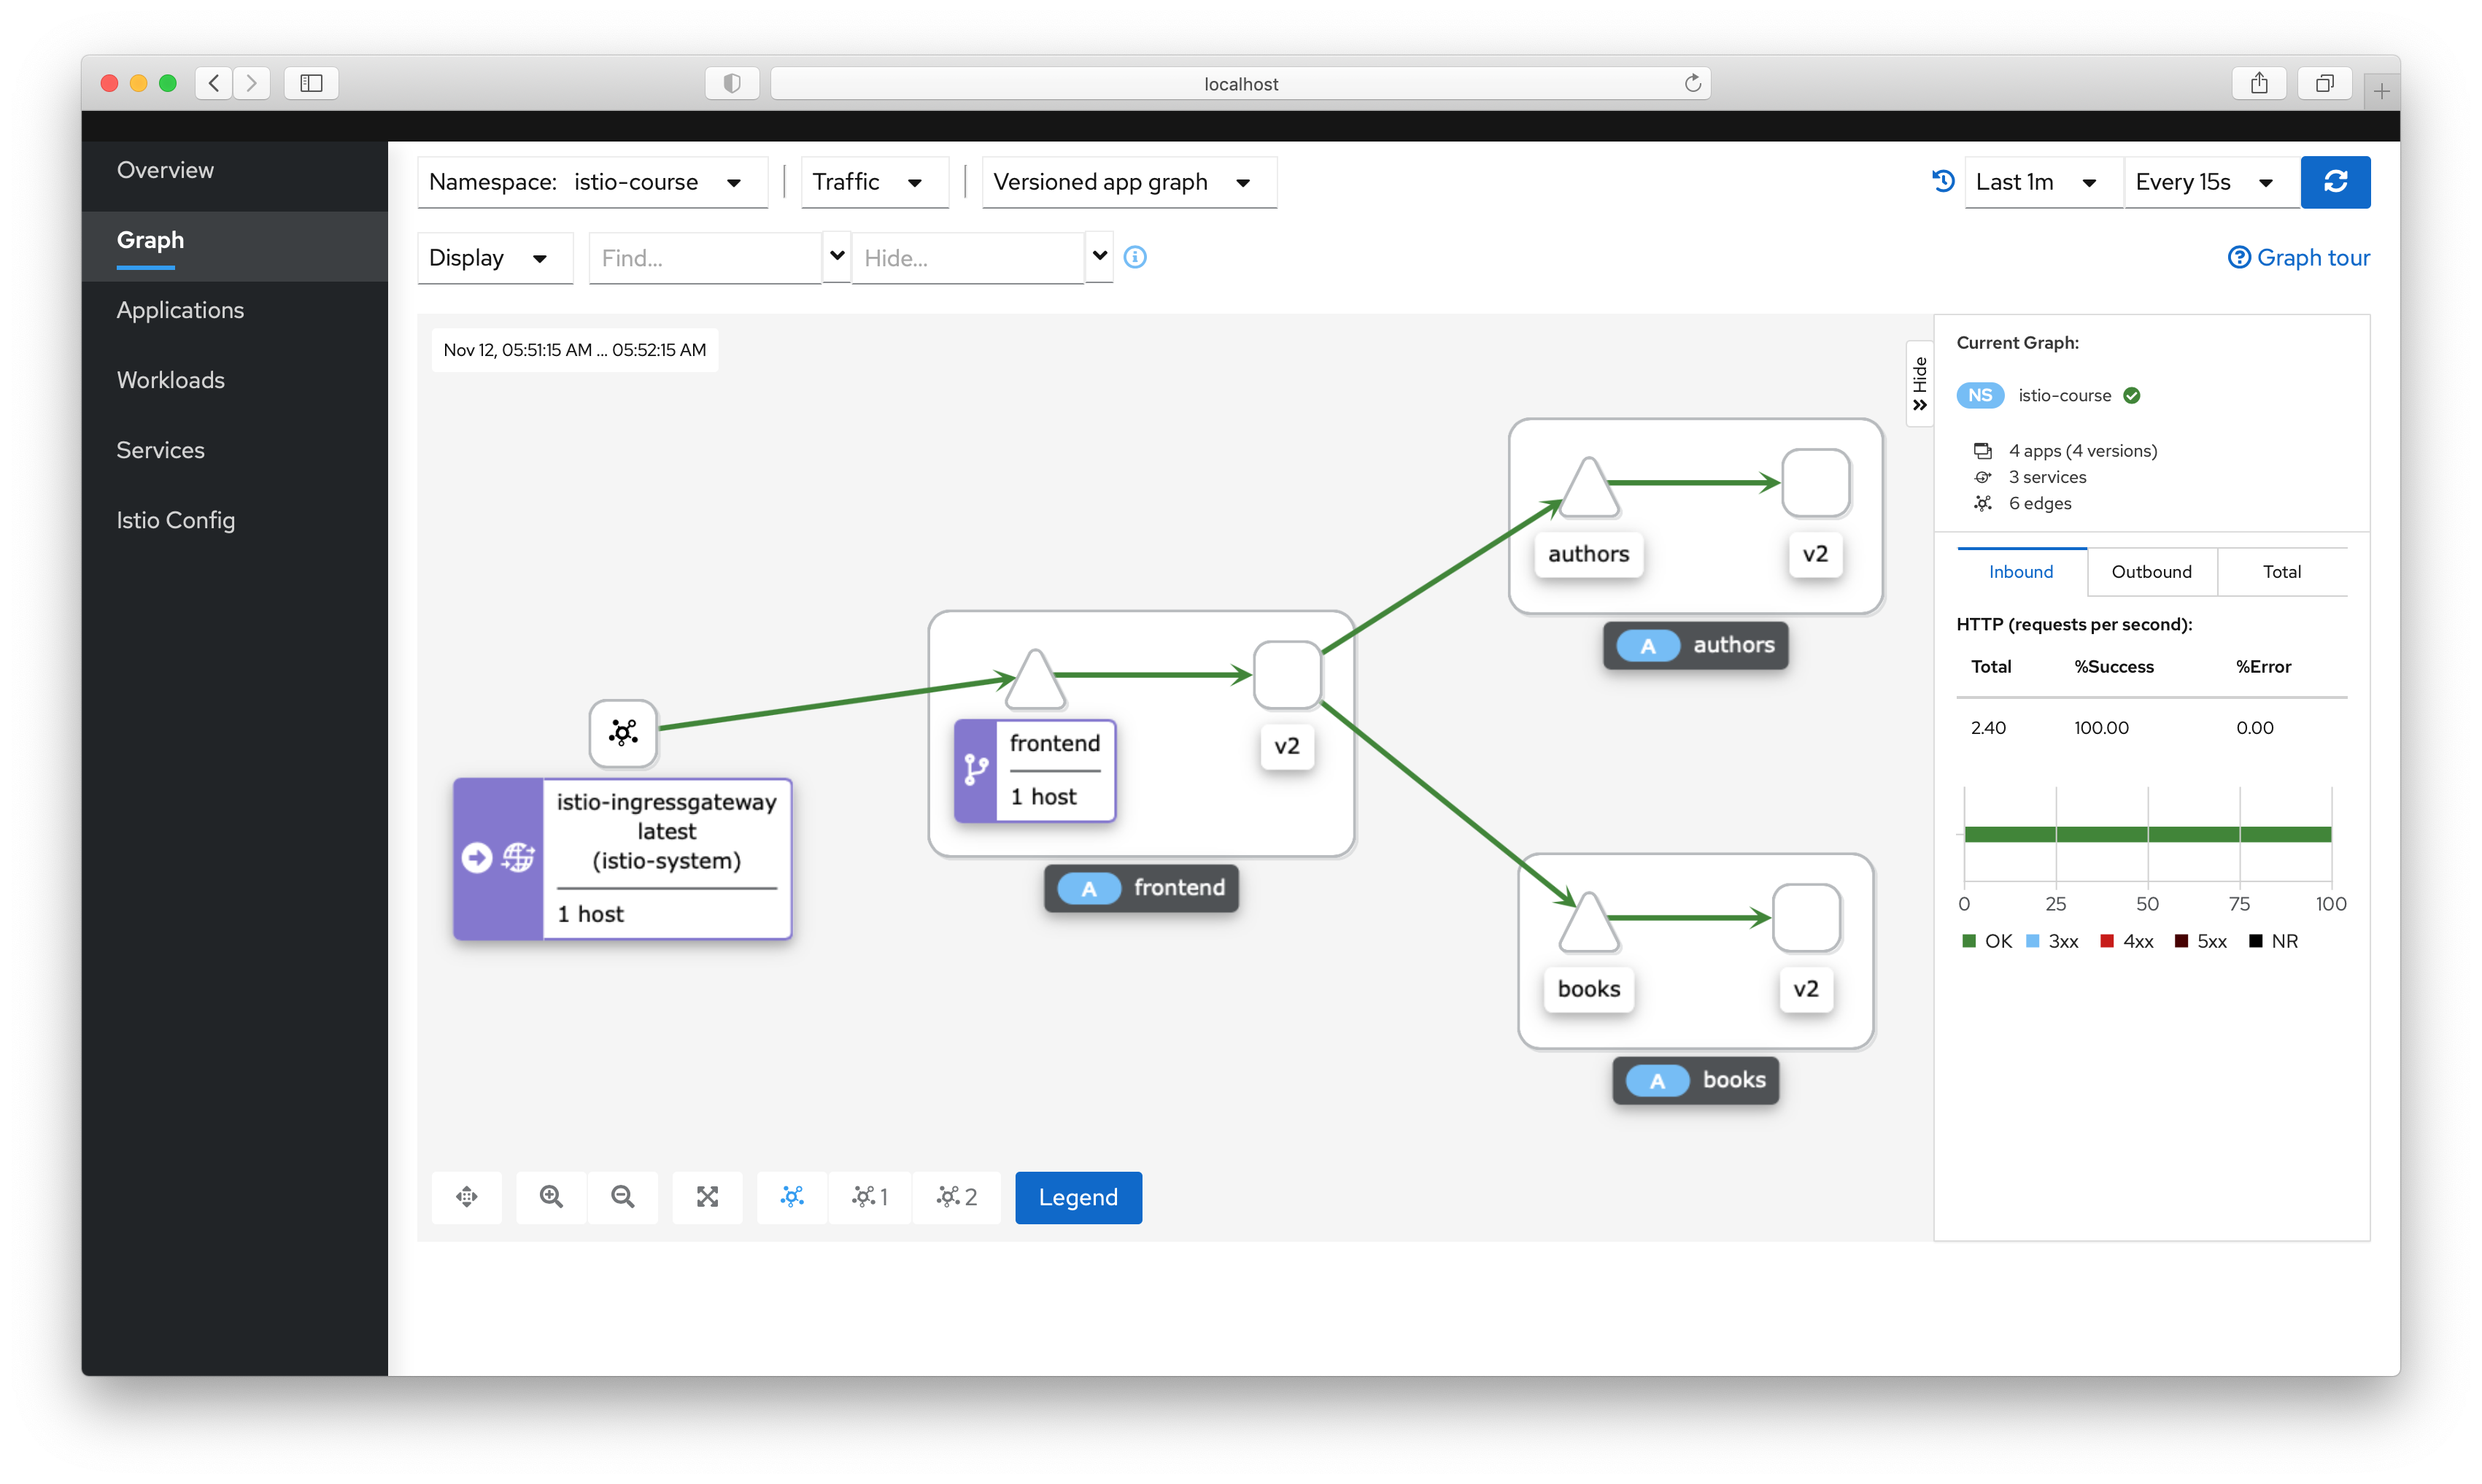 localhost
Overview
Graph
Applications
Workloads
Services
Istio Config
Namespace: istio-course
Traffic
Versioned app graph
Last 1m
Every 15s
Display
Find...
Hide...
Graph tour
Nov 12, 05:51:15 AM ... 05:52:15 AM
Hide
istio-ingressgateway
latest
(istio-system)
1 host
frontend
1 host
v2
A frontend
authors
v2
A authors
books
v2
A books
1
2
Legend
Current Graph:
NS istio-course
4 apps (4 versions)
3 services
6 edges
Inbound
Outbound
Total
HTTP (requests per second):
Total %Success %Error
2.40 100.00 0.00
0 25 50 75 100
OK 3xx 4xx 5xx NR